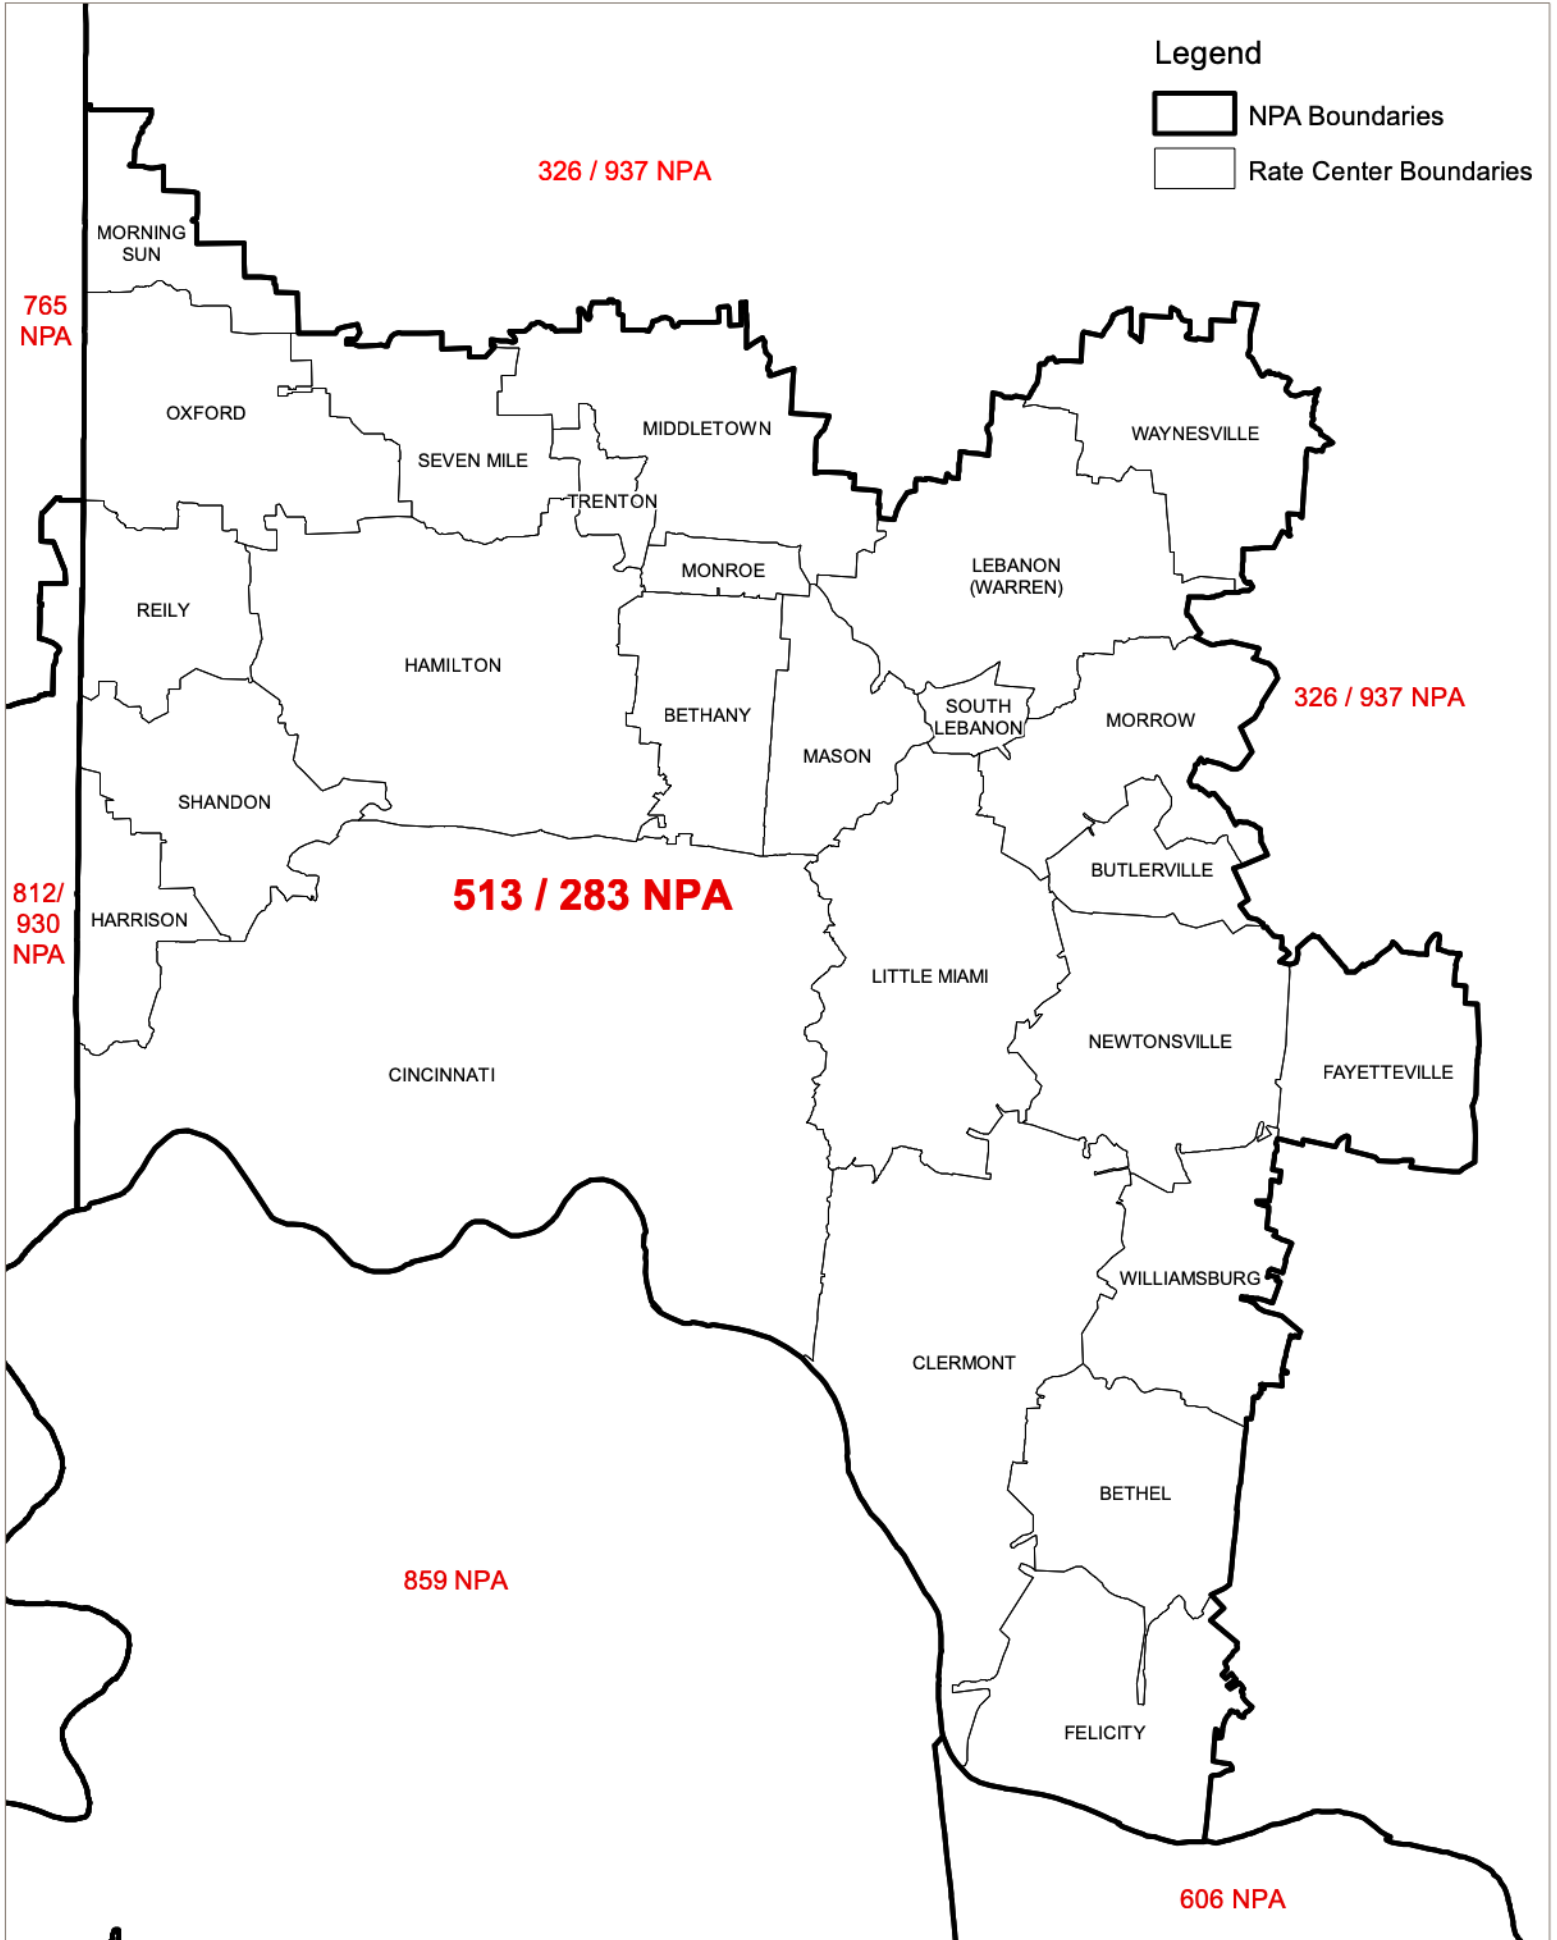 Legend
NPA Boundaries
Rate Center Boundaries
326 / 937 NPA
MORNING
SUN
765
NPA
OXFORD
MIDDLETOWN
WAYNESVILLE
SEVEN MILE
TRENTON
LEBANON
(WARREN)
MONROE
REILY
HAMILTON
326 / 937 NPA
SOUTH
LEBANON
BETHANY
MORROW
MASON
SHANDON
BUTLERVILLE
812/
930
NPA
513 / 283 NPA
HARRISON
LITTLE MIAMI
NEWTONSVILLE
FAYETTEVILLE
CINCINNATI
WILLIAMSBURG
CLERMONT
BETHEL
859 NPA
FELICITY
606 NPA